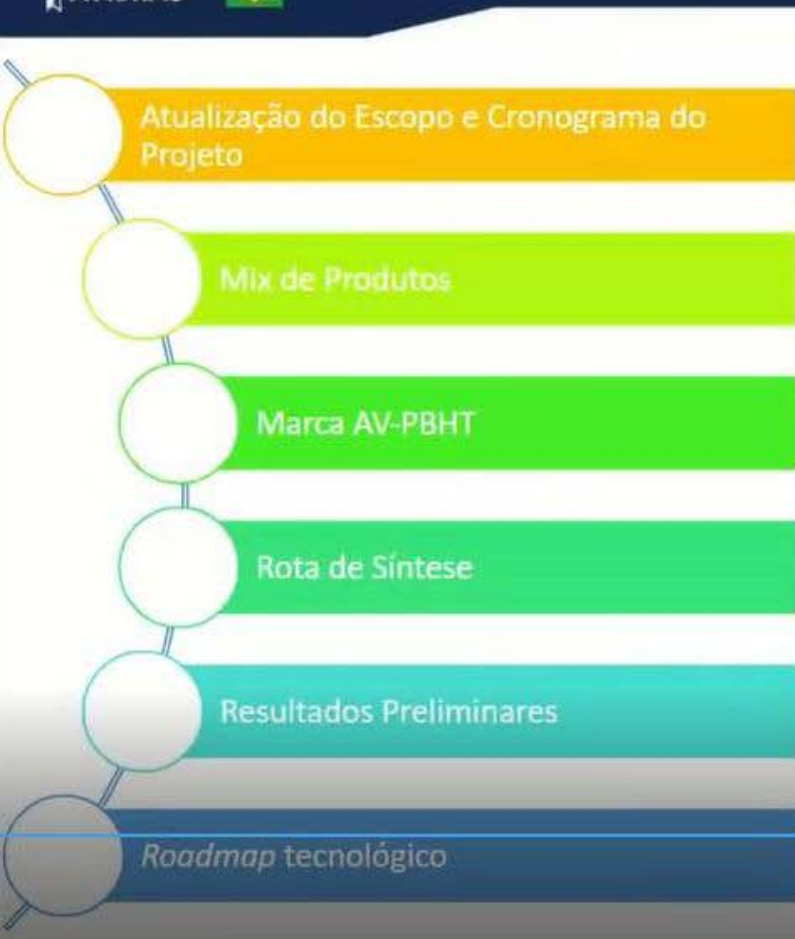 Atualização do Escopo e Cronograma do
Projeto
Mix de Produtos
Marca AV-PBHT
Rota de Síntese
Resultados Preliminares
Roadmap tecnológico